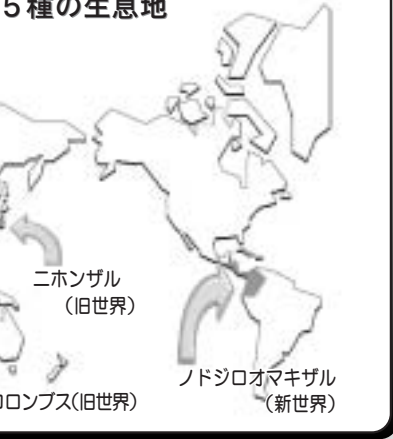 ５種の生息地
ニホンザル
（旧世界）
ノドジロオマキザル
（新世界）
コロンブス(旧世界）